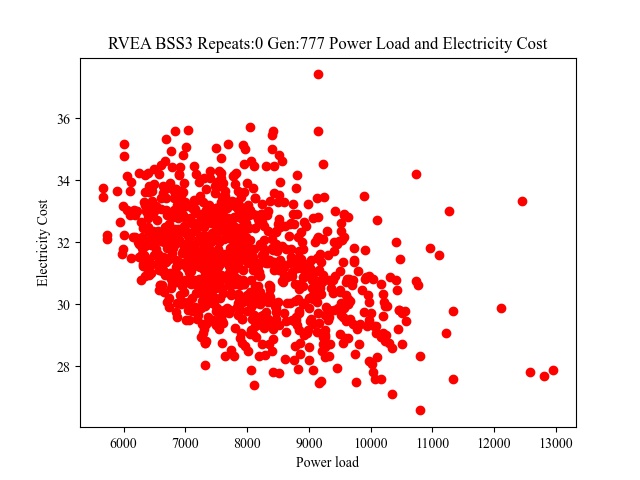 RVEA BSS3 Repeats:0 Gen:777 Power Load and Electricity Cost
Electricity Cost
36
34
32
30
28
6000 7000 8000 9000 10000 11000 12000 13000
Power load